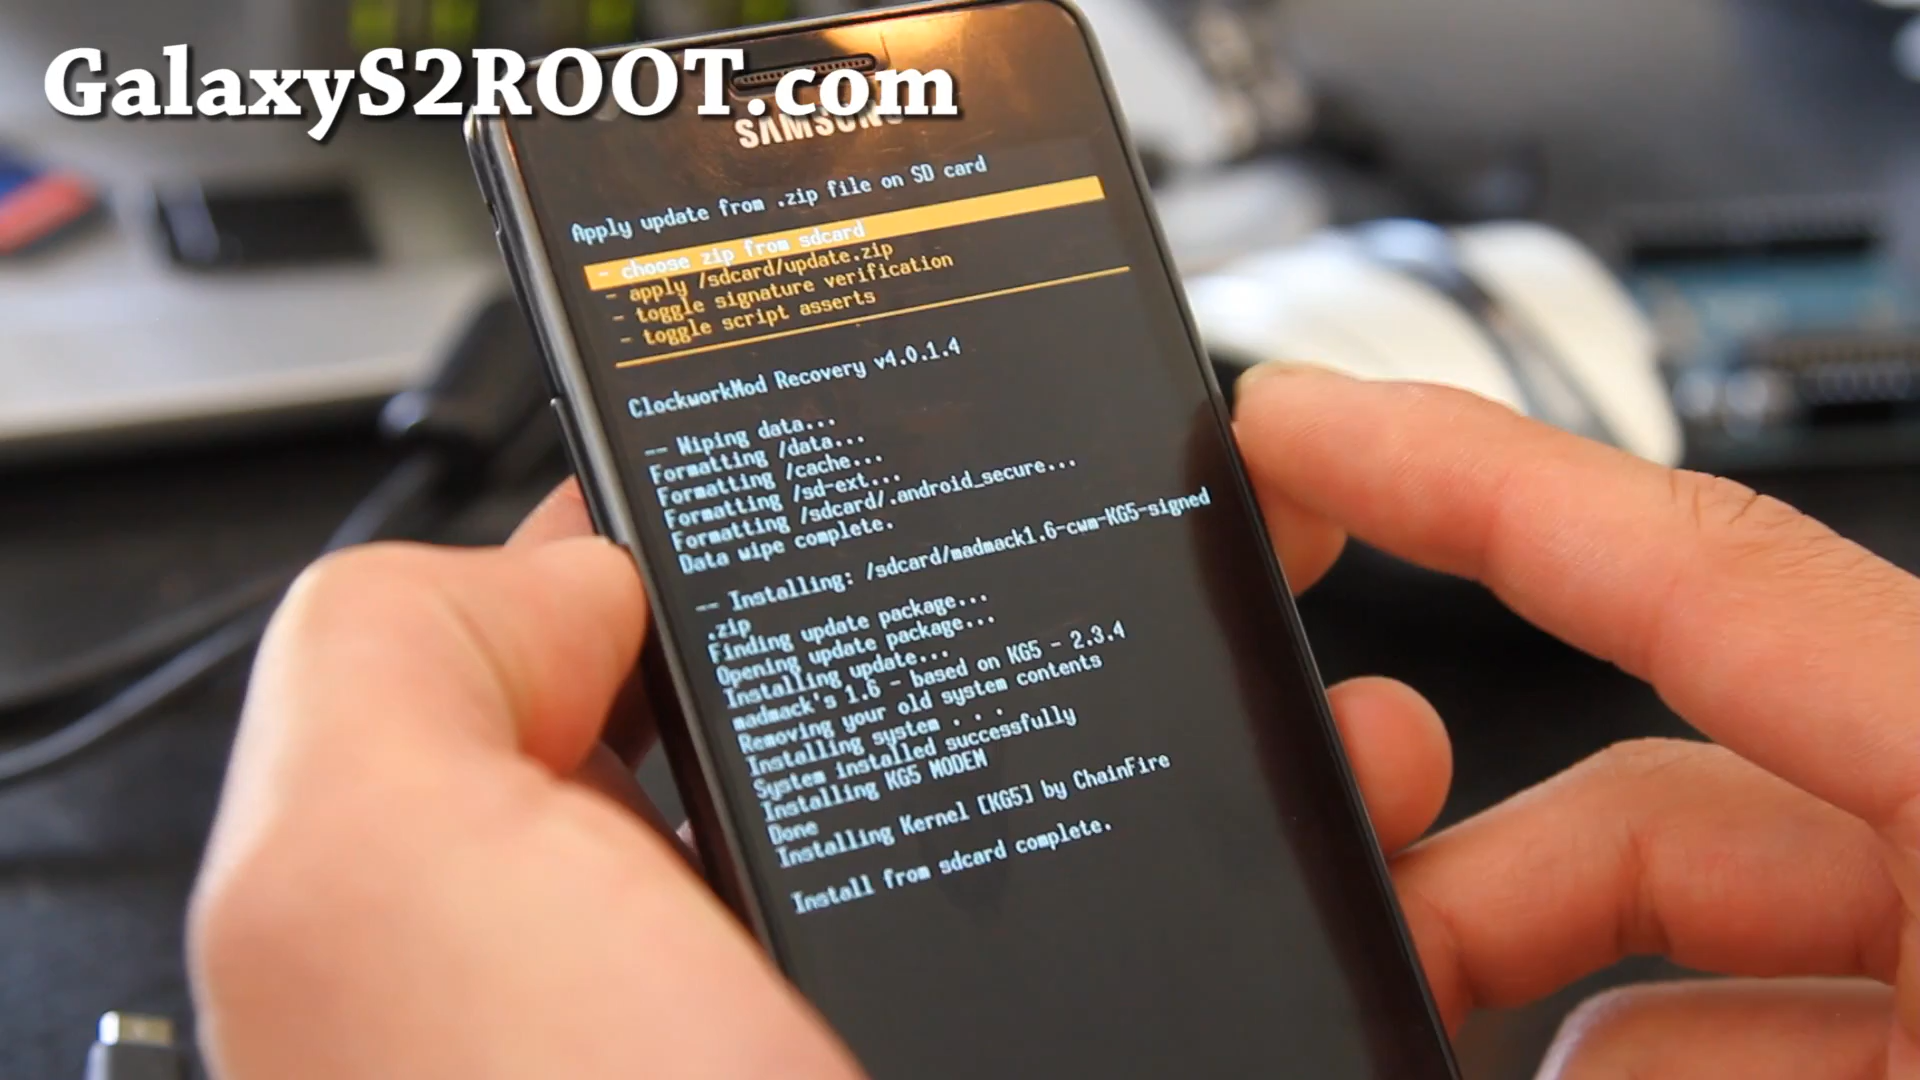 GalaxyS2ROOT.com
SAMSUNG
Apply update from .zip file on SD card
- choose zip from sdcard
- apply /sdcard/update.zip
- toggle signature verification
- toggle script asserts
ClockworkMod Recovery v4.0.1.4
-- Wiping data...
Formatting /data...
Formatting /cache...
Formatting /sd-ext...
Formatting /sdcard/.android_secure...
Data wipe complete.
-- Installing: /sdcard/madmack1.6-cwm-KG5-signed
.zip
Finding update package...
Opening update package...
Installing update...
madmack's 1.6 - based on KG5 - 2.3.4
Removing your old system contents
Installing system . . .
System installed successfully
Installing KG5 MODEM
Done
Installing Kernel [KG5] by ChainFire
Install from sdcard complete.